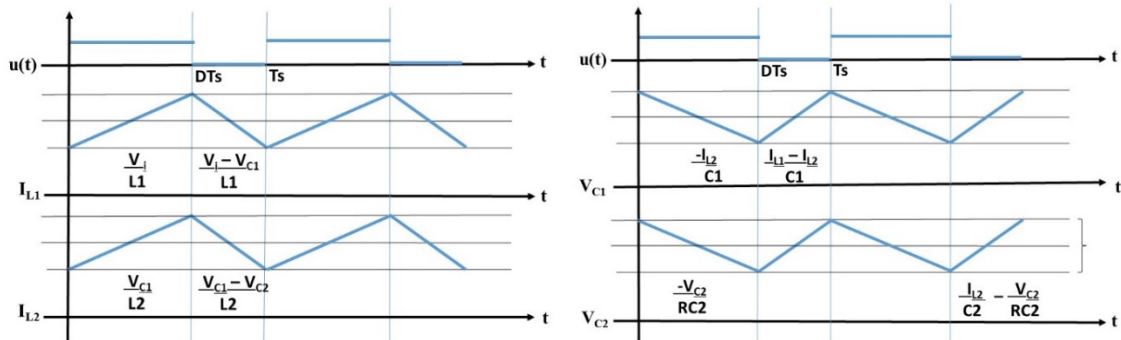 u(t) t
DTs Ts
V_i/L1 V_i – V_C1/L1
I_L1 t
V_C1/L2 V_C1 – V_C2/L2
I_L2 t
u(t) t
DTs Ts
-I_L2/C1 I_L1 – I_L2/C1
V_C1 t
-V_C2/RC2 I_L2/C2 – V_C2/RC2
V_C2 t